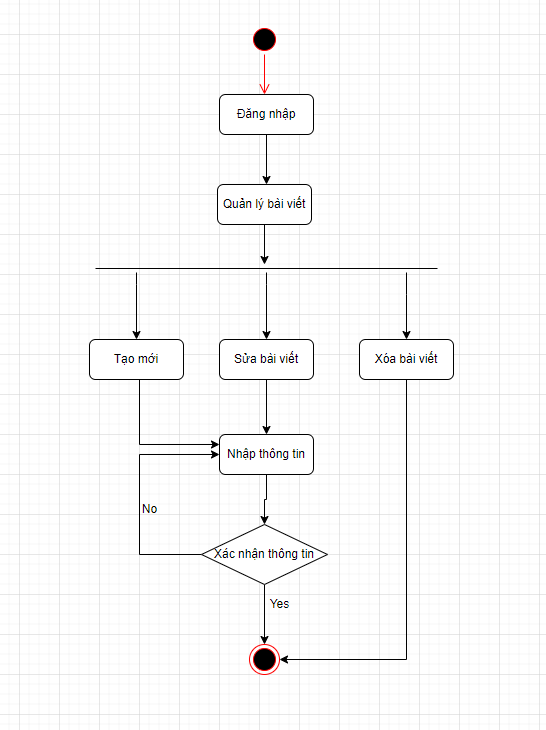 Đăng nhập
Quản lý bài viết
Tạo mới
Sửa bài viết
Xóa bài viết
Nhập thông tin
No
Xác nhận thông tin
Yes